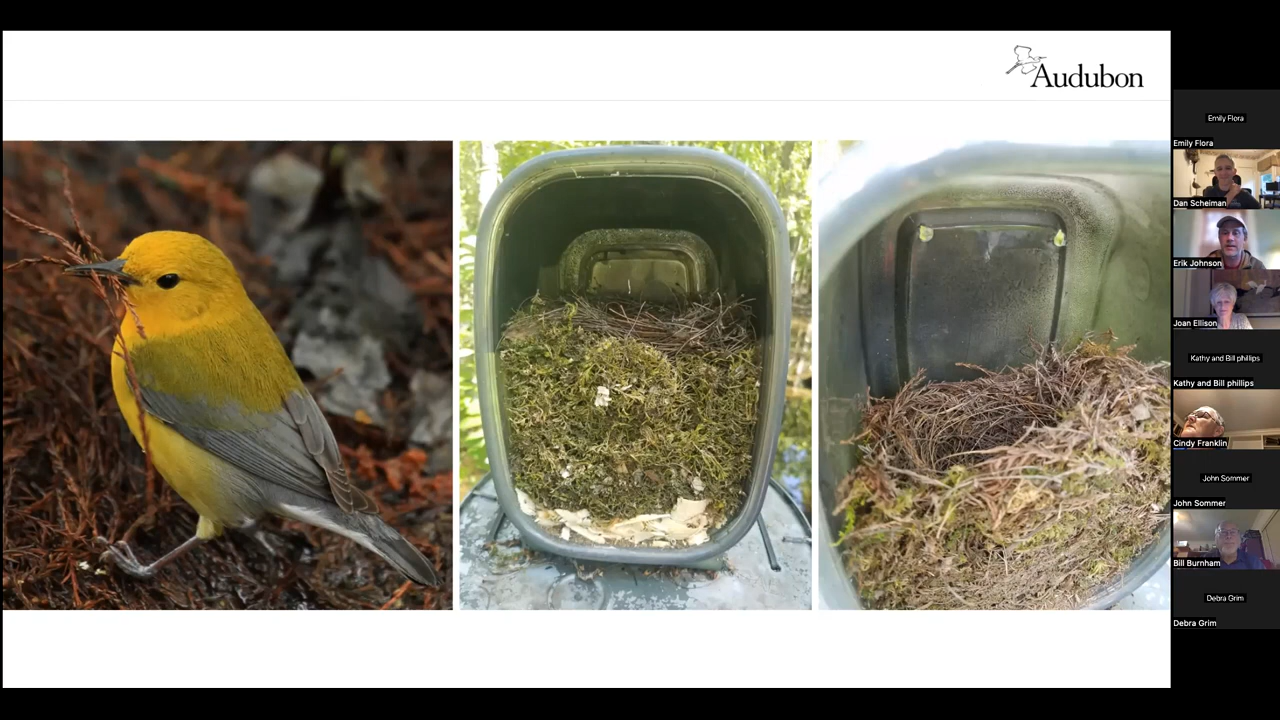 Audubon
Emily Flora
Emily Flora
Dan Scheiman
Erik Johnson
Joan Ellison
Kathy and Bill phillips
Kathy and Bill phillips
Cindy Franklin
John Sommer
John Sommer
Bill Burnham
Debra Grim
Debra Grim